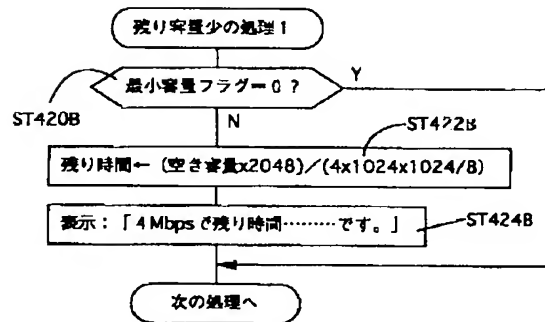 残り容量少の処理1
最小容量フラグ＝0？
Y
ST420B
N
ST422B
残り時間←（空き容量x2048）/（4x1024x1024/8）
表示：「4Mbpsで残り時間………です。」
ST424B
次の処理へ